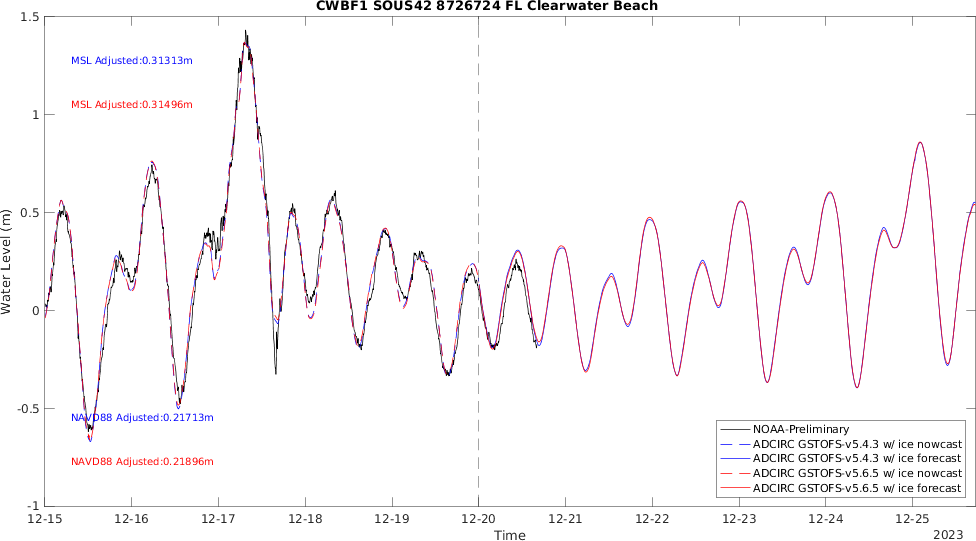 CWBF1 SOUS42 8726724 FL Clearwater Beach
1.5
MSL Adjusted:0.31313m
MSL Adjusted:0.31496m
1
0.5
Water Level (m)
0
-0.5
NAVD88 Adjusted:0.21713m
NAVD88 Adjusted:0.21896m
NOAA-Preliminary
ADCIRC GSTOFS-v5.4.3 w/ ice nowcast
ADCIRC GSTOFS-v5.4.3 w/ ice forecast
ADCIRC GSTOFS-v5.6.5 w/ ice nowcast
ADCIRC GSTOFS-v5.6.5 w/ ice forecast
-1
12-15 12-16 12-17 12-18 12-19 12-20 12-21 12-22 12-23 12-24 12-25
Time
2023